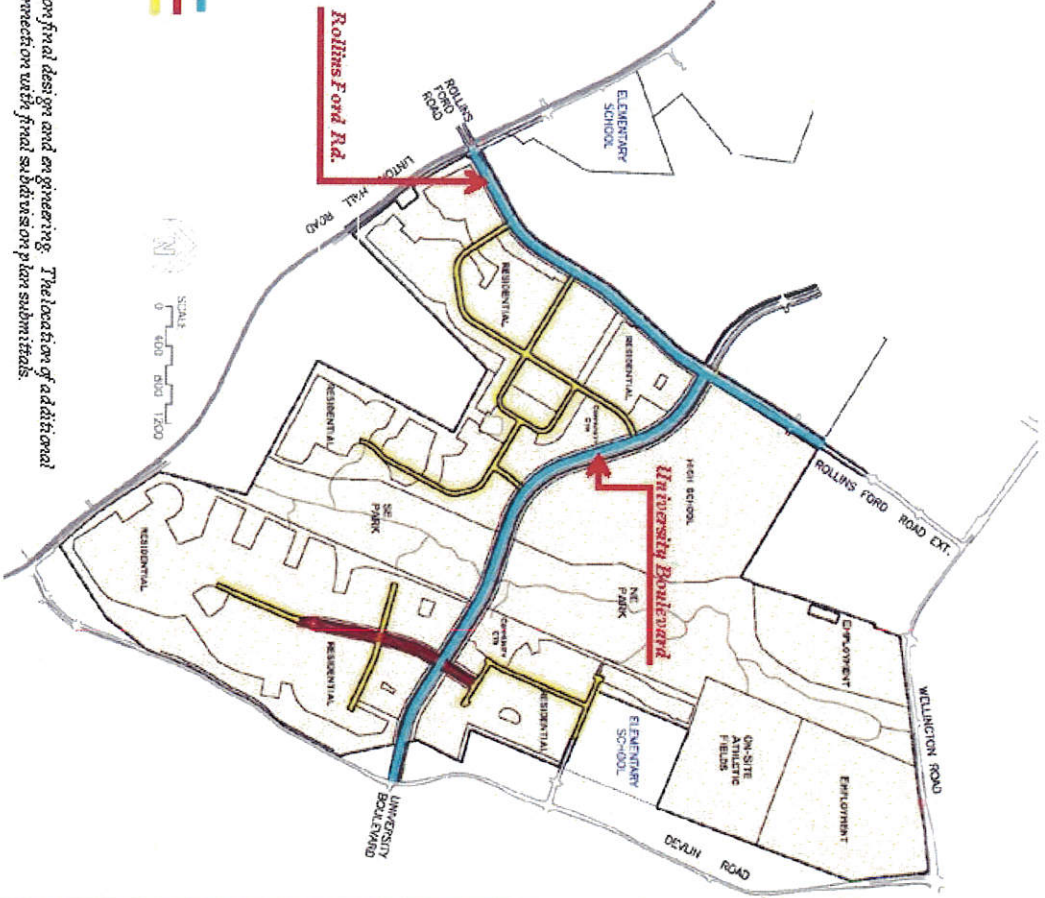 ROLLINS
FORD
ROAD
ELEMENTARY
SCHOOL
Rollins Ford Rd.
LINTON HALL ROAD
RESIDENTIAL
RESIDENTIAL
COMMUNITY
CTR
HIGH SCHOOL
University Boulevard
ROLLINS FORD ROAD EXT.
NE
PARK
SE
PARK
RESIDENTIAL
RESIDENTIAL
RESIDENTIAL
COMMUNITY
CTR
RESIDENTIAL
ELEMENTARY
SCHOOL
EMPLOYMENT
ON-SITE
ATHLETIC
FIELDS
EMPLOYMENT
WELLINGTON ROAD
DEVLIN ROAD
UNIVERSITY
BOULEVARD
N
SCALE
0 400 800 1200
on final design and engineering. The location of additional
nnection with final subdivision plan submittals.